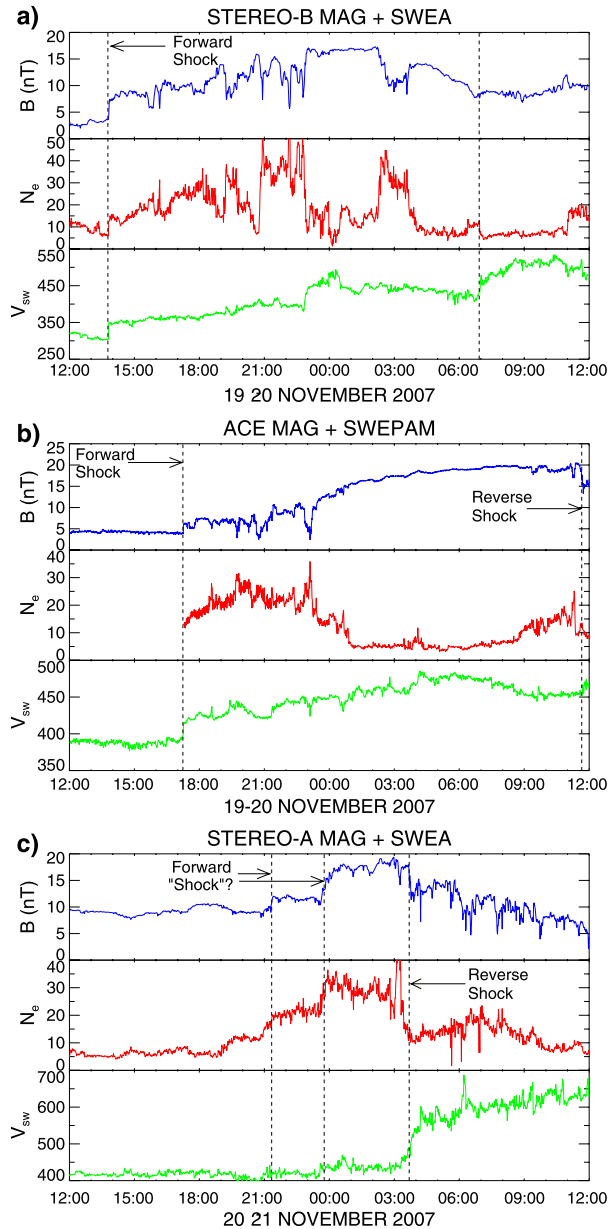 a)
STEREO-B MAG + SWEA
Forward
Shock
B (nT)
20
15
10
5
0
N_e
50
40
30
20
10
0
V_sw
550
450
350
250
12:00 15:00 18:00 21:00 00:00 03:00 06:00 09:00 12:00
19 20 NOVEMBER 2007
b)
ACE MAG + SWEPAM
Forward
Shock
Reverse
Shock
B (nT)
25
20
15
10
5
0
N_e
40
30
20
10
0
V_sw
500
450
400
350
12:00 15:00 18:00 21:00 00:00 03:00 06:00 09:00 12:00
19-20 NOVEMBER 2007
c)
STEREO-A MAG + SWEA
Forward
"Shock"?
Reverse
Shock
B (nT)
20
15
10
5
0
N_e
40
30
20
10
0
V_sw
700
600
500
400
12:00 15:00 18:00 21:00 00:00 03:00 06:00 09:00 12:00
20 21 NOVEMBER 2007